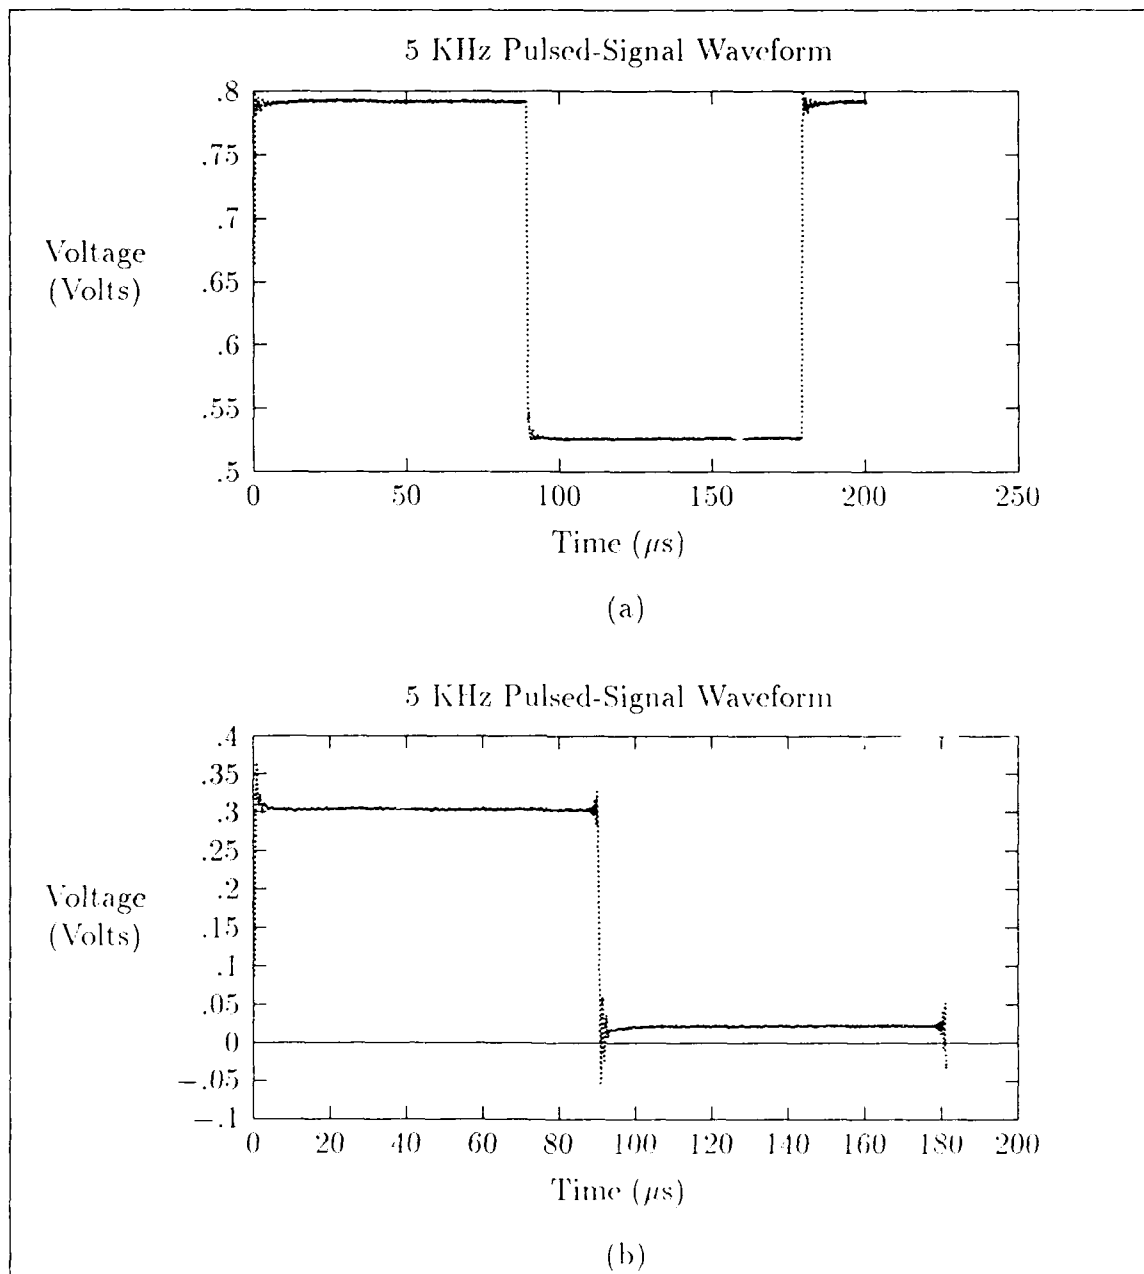 5 KHz Pulsed-Signal Waveform
.8
.75
.7
.65
.6
.55
.5
Voltage
(Volts)
0 50 100 150 200 250
Time (μs)
(a)
5 KHz Pulsed-Signal Waveform
.4
.35
.3
.25
.2
.15
.1
.05
0
−.05
−.1
Voltage
(Volts)
0 20 40 60 80 100 120 140 160 180 200
Time (μs)
(b)